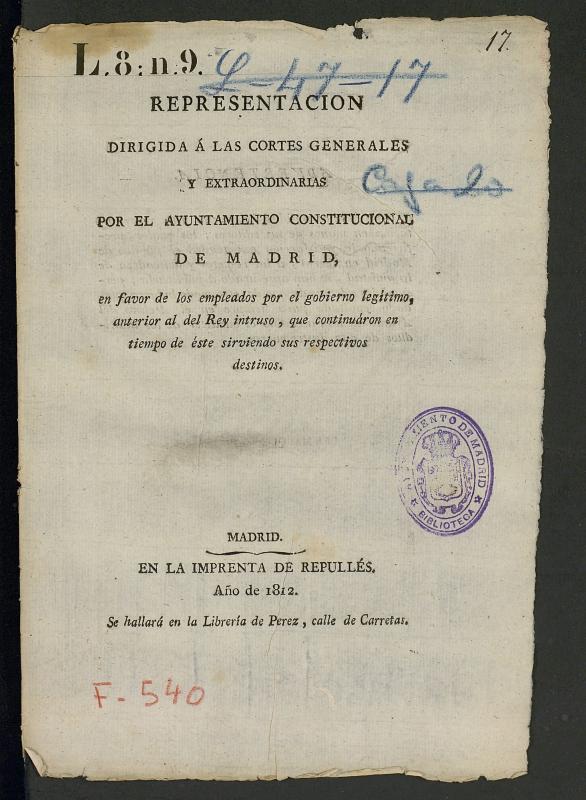 17.
L.8:n.9.
L-47-17
REPRESENTACION
DIRIGIDA Á LAS CORTES GENERALES
Y EXTRAORDINARIAS
POR EL AYUNTAMIENTO CONSTITUCIONAL
DE MADRID,
en favor de los empleados por el gobierno legítimo,
anterior al del Rey intruso, que continuáron en
tiempo de éste sirviendo sus respectivos
destinos.
AYUNTAMIENTO DE MADRID
BIBLIOTECA
MADRID.
EN LA IMPRENTA DE REPULLÉS.
Año de 1812.
Se hallará en la Librería de Perez, calle de Carretas.
F-540